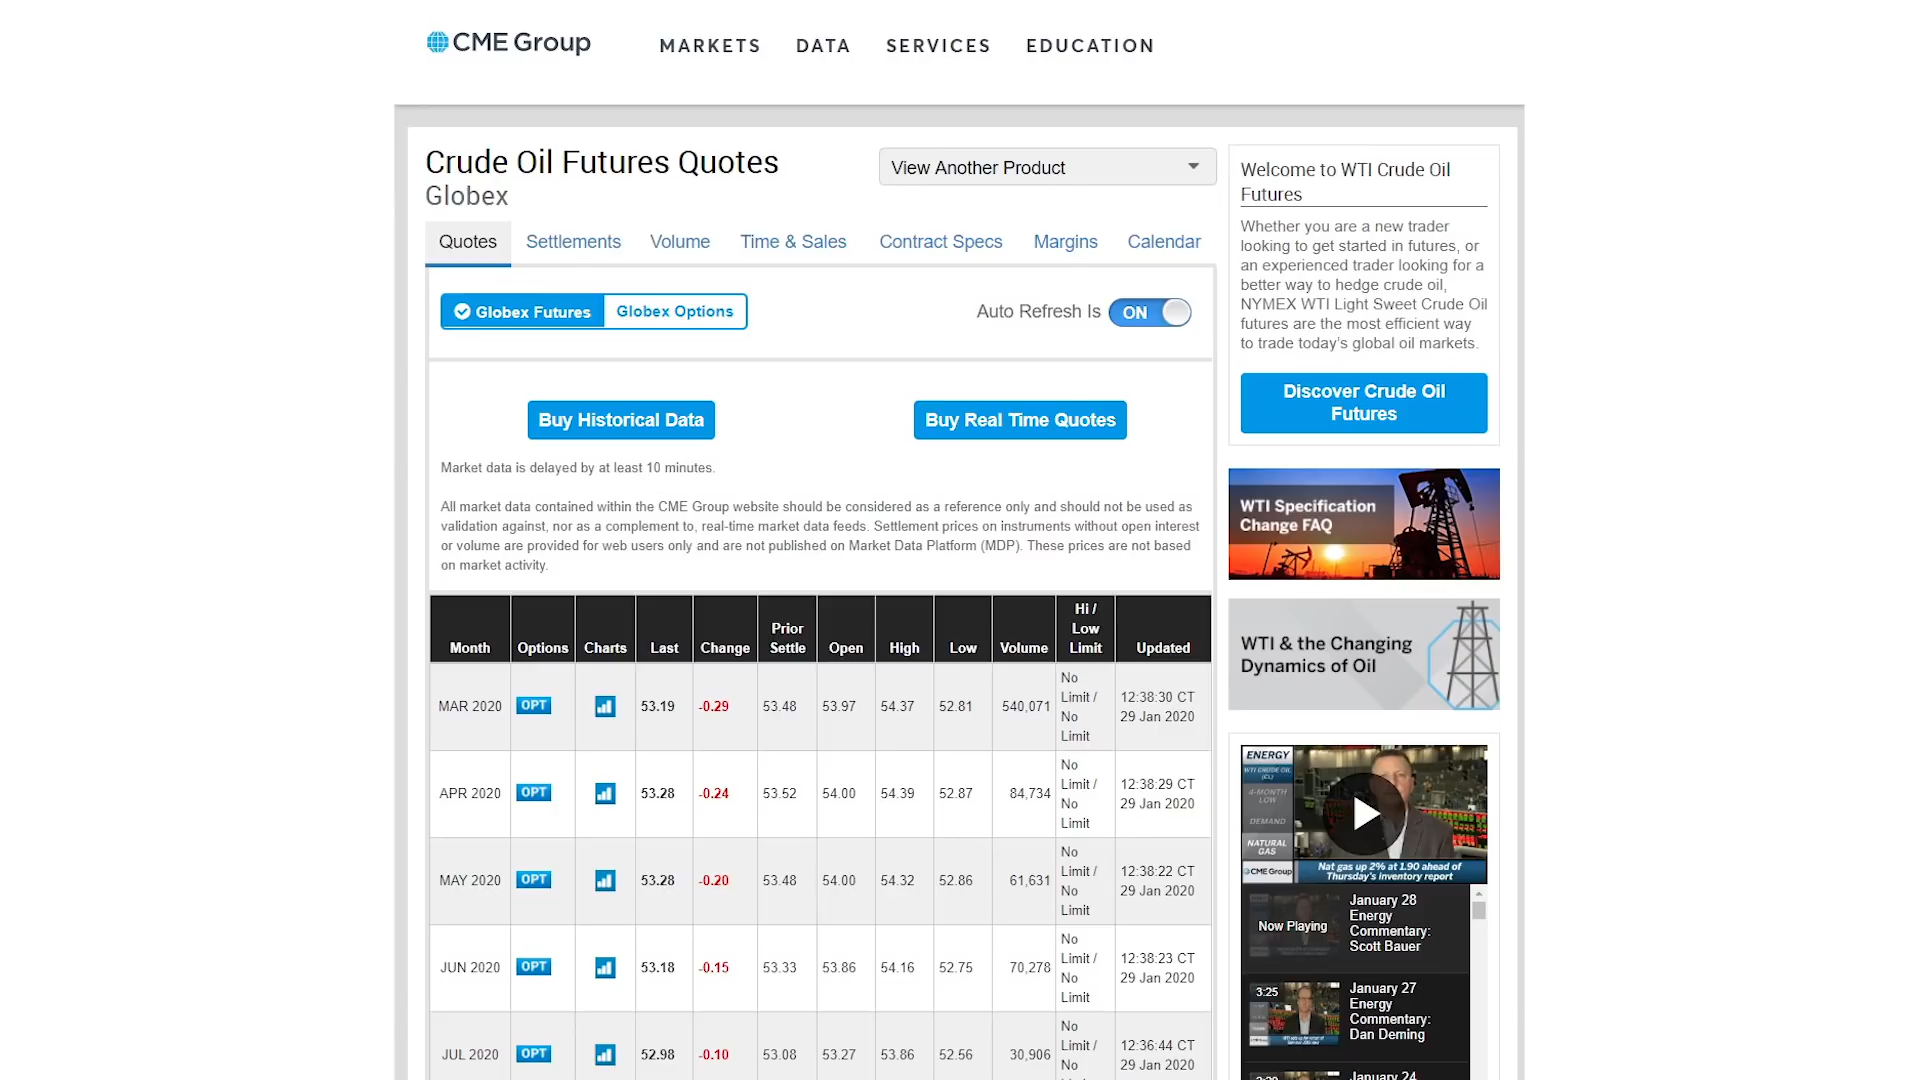 CME Group
MARKETS DATA SERVICES EDUCATION
Crude Oil Futures Quotes
Globex
View Another Product
Quotes Settlements Volume Time & Sales Contract Specs Margins Calendar
Globex Futures Globex Options
Auto Refresh Is ON
Buy Historical Data Buy Real Time Quotes
Market data is delayed by at least 10 minutes.
All market data contained within the CME Group website should be considered as a reference only and should not be used as
validation against, nor as a complement to, real-time market data feeds. Settlement prices on instruments without open interest
or volume are provided for web users only and are not published on Market Data Platform (MDP). These prices are not based
on market activity.
Month Options Charts Last Change Prior Settle Open High Low Volume Hi / Low Limit Updated
MAR 2020 OPT 53.19 -0.29 53.48 53.97 54.37 52.81 540,071 No Limit / No Limit 12:38:30 CT 29 Jan 2020
APR 2020 OPT 53.28 -0.24 53.52 54.00 54.39 52.87 84,734 No Limit / No Limit 12:38:29 CT 29 Jan 2020
MAY 2020 OPT 53.28 -0.20 53.48 54.00 54.32 52.86 61,631 No Limit / No Limit 12:38:22 CT 29 Jan 2020
JUN 2020 OPT 53.18 -0.15 53.33 53.86 54.16 52.75 70,278 No Limit / No Limit 12:38:23 CT 29 Jan 2020
JUL 2020 OPT 52.98 -0.10 53.08 53.27 53.86 52.56 30,906 No Limit / No 12:36:44 CT 29 Jan 2020
Welcome to WTI Crude Oil
Futures
Whether you are a new trader
looking to get started in futures, or
an experienced trader looking for a
better way to hedge crude oil,
NYMEX WTI Light Sweet Crude Oil
futures are the most efficient way
to trade today's global oil markets.
Discover Crude Oil
Futures
WTI Specification
Change FAQ
WTI & the Changing
Dynamics of Oil
ENERGY
WTI CRUDE OIL
(CL)
4-MONTH
LOW
DEMAND
NATURAL
GAS
CME Group
Nat gas up 2% at 1.90 ahead of
Thursday's inventory report
Now Playing
January 28
Energy
Commentary:
Scott Bauer
3:25
January 27
Energy
Commentary:
Dan Deming
January 24